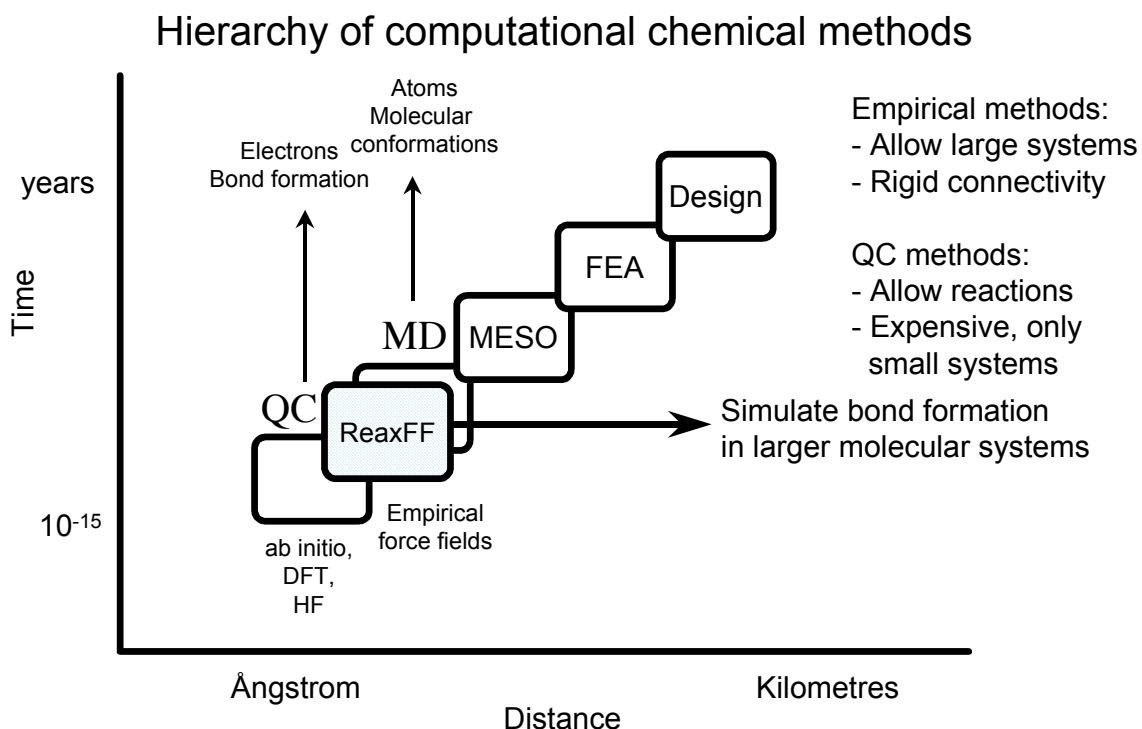 Hierarchy of computational chemical methods
Atoms
Molecular
conformations
Electrons
Bond formation
Empirical methods:
- Allow large systems
- Rigid connectivity
QC methods:
- Allow reactions
- Expensive, only
small systems
years
Time
10⁻¹⁵
Design
FEA
MESO
MD
QC
ReaxFF
Simulate bond formation
in larger molecular systems
Empirical
force fields
ab initio,
DFT,
HF
Ångstrom
Kilometres
Distance